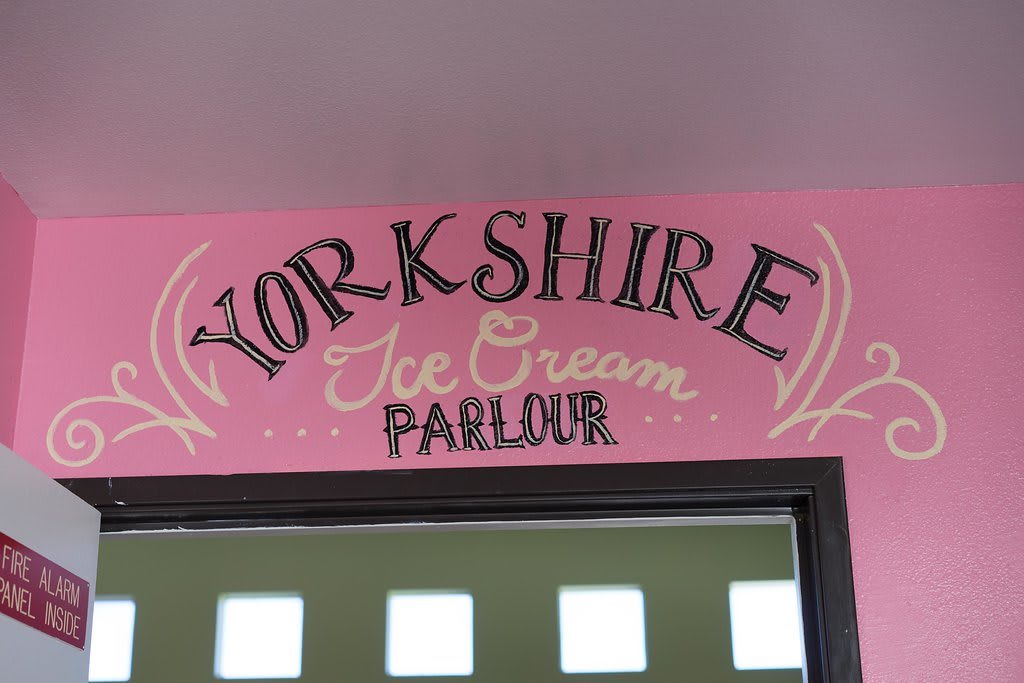 YORKSHIRE
Ice Cream
PARLOUR
FIRE ALARM
PANEL INSIDE